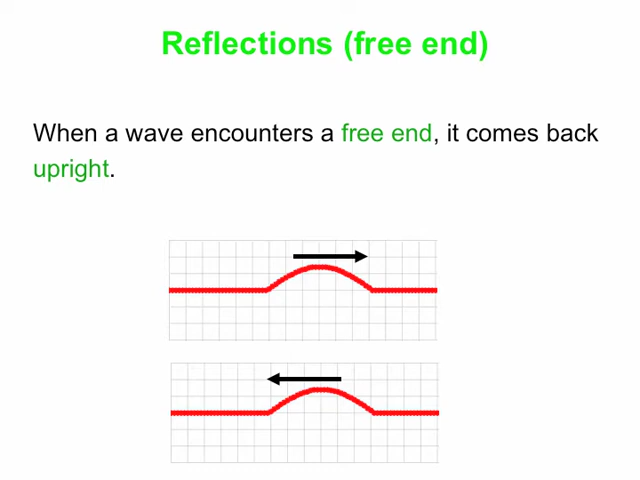 Reflections (free end)
When a wave encounters a free end, it comes back
upright.